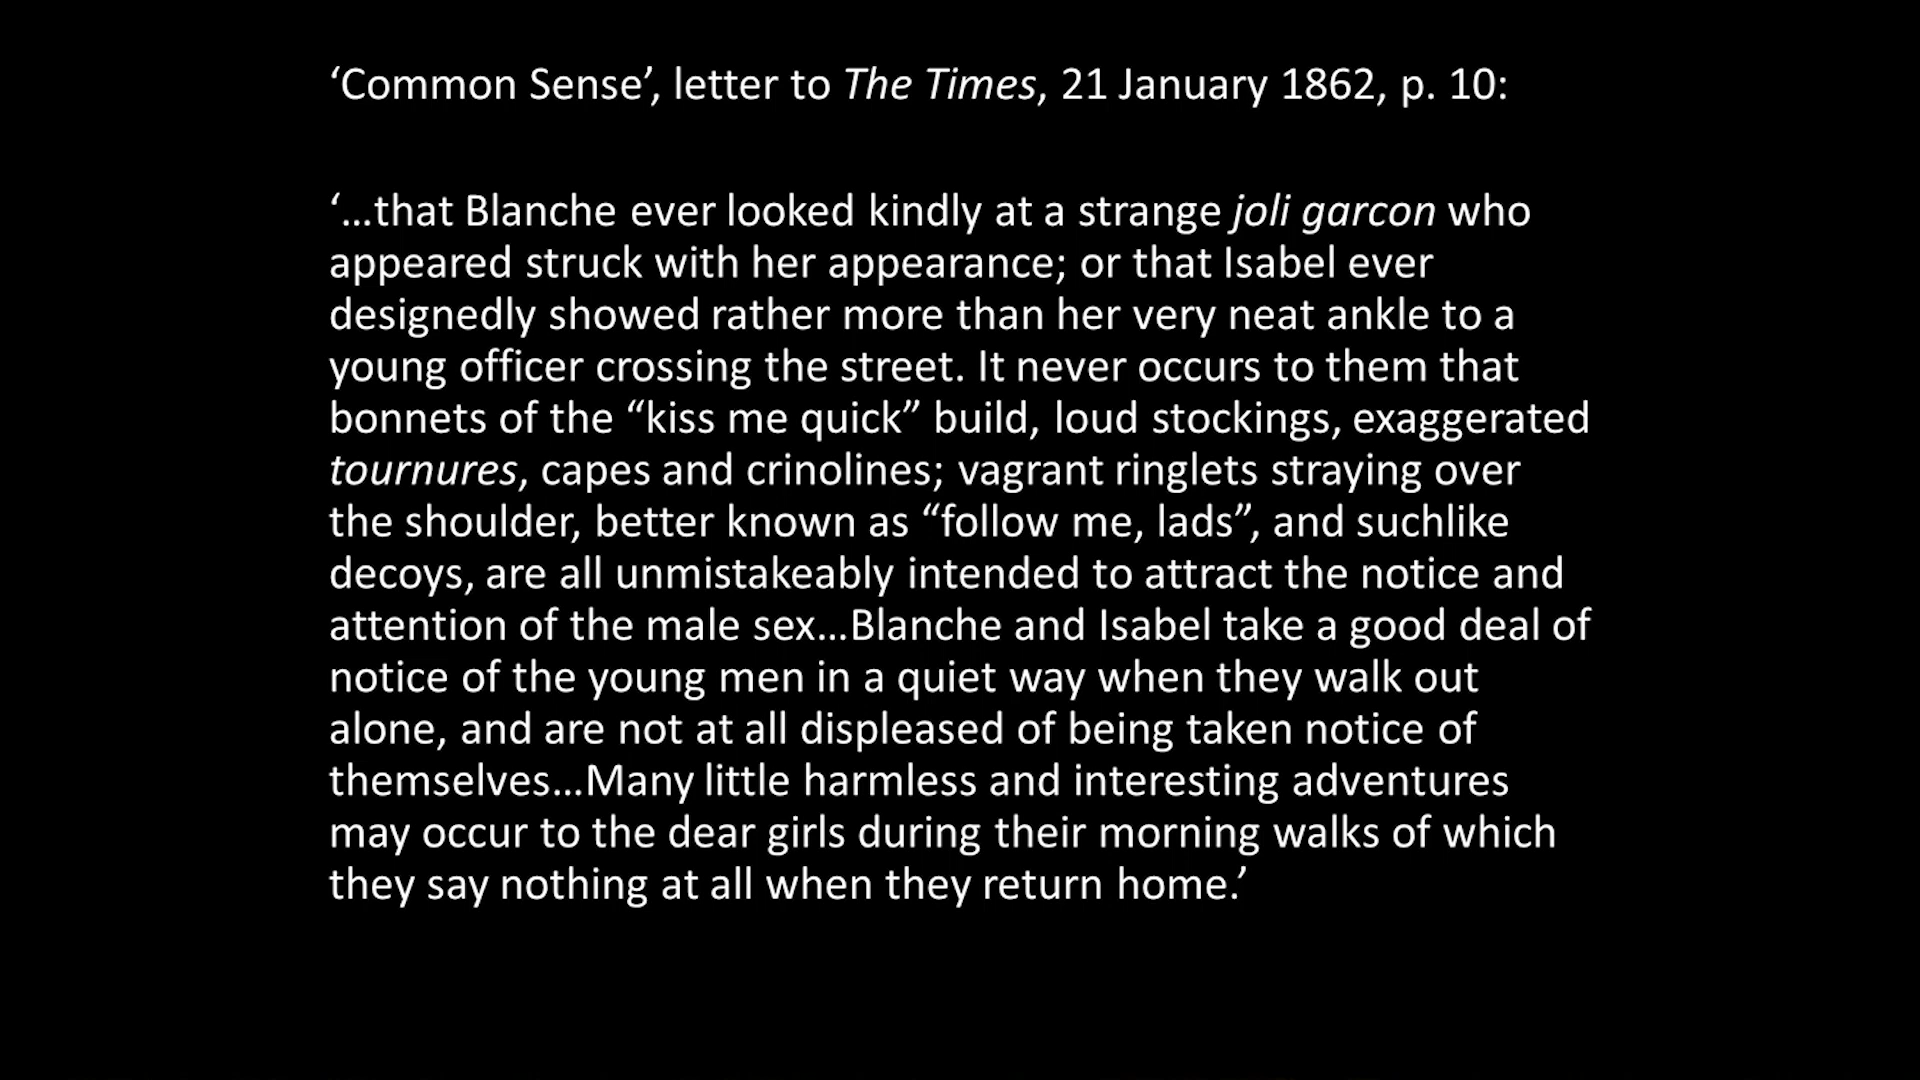 ‘Common Sense’, letter to The Times, 21 January 1862, p. 10:
‘…that Blanche ever looked kindly at a strange joli garcon who
appeared struck with her appearance; or that Isabel ever
designedly showed rather more than her very neat ankle to a
young officer crossing the street. It never occurs to them that
bonnets of the “kiss me quick” build, loud stockings, exaggerated
tournures, capes and crinolines; vagrant ringlets straying over
the shoulder, better known as “follow me, lads”, and suchlike
decoys, are all unmistakeably intended to attract the notice and
attention of the male sex…Blanche and Isabel take a good deal of
notice of the young men in a quiet way when they walk out
alone, and are not at all displeased of being taken notice of
themselves…Many little harmless and interesting adventures
may occur to the dear girls during their morning walks of which
they say nothing at all when they return home.’